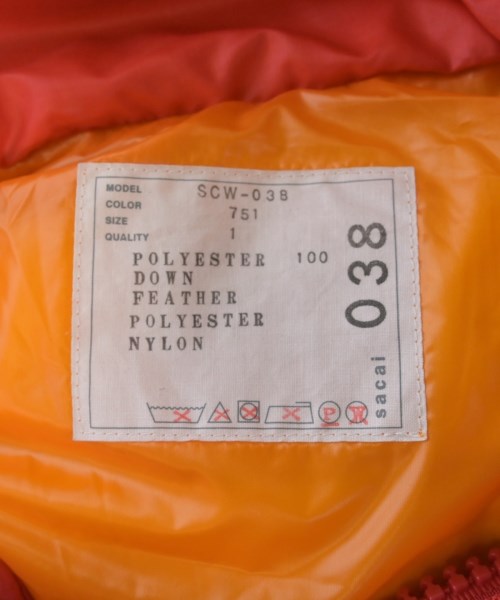 MODEL SCW-038
COLOR 751
SIZE 1
QUALITY
POLYESTER 100
DOWN
FEATHER
POLYESTER
NYLON
038
sacai
P
W